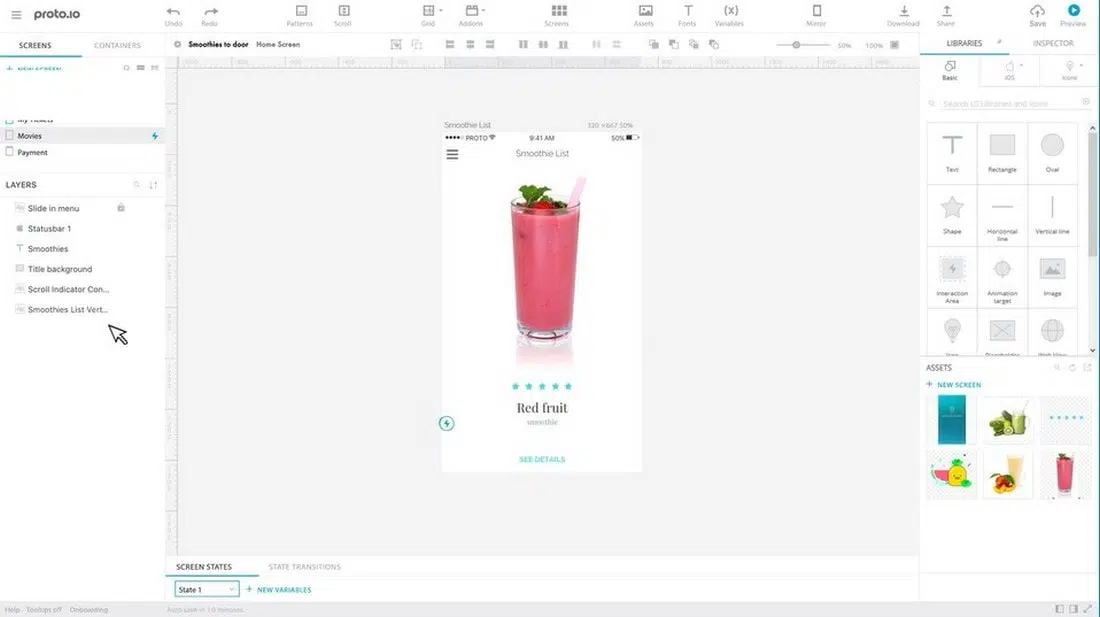 proto.io
Undo
Redo
Patterns
Scroll
Grid
Addons
Screens
Assets
Fonts
(x)
Variables
Mirror
Download
Share
Save
Preview
SCREENS
CONTAINERS
Smoothies to door
Home Screen
50%
100%
LIBRARIES
INSPECTOR
+ NEW SCREEN
Basic
iOS
Icons
Search UI Libraries and Icons
My Tickets
Movies
Payment
LAYERS
Slide in menu
Statusbar 1
Smoothies
Title background
Scroll Indicator Con...
Smoothies List Vert...
Smoothie List
320 ×667 50%
PROTO
9:41 AM
50%
Smoothie List
Red fruit
smoothie
SEE DETAILS
Text
Rectangle
Oval
Shape
Horizontal line
Vertical line
Interaction Area
Animation target
Image
Icon
Placeholder
Web View
ASSETS
+ NEW SCREEN
SCREEN STATES
STATE TRANSITIONS
State 1
+ NEW VARIABLES
Help
Tooltips off
Onboarding
Auto save in 10 minutes.